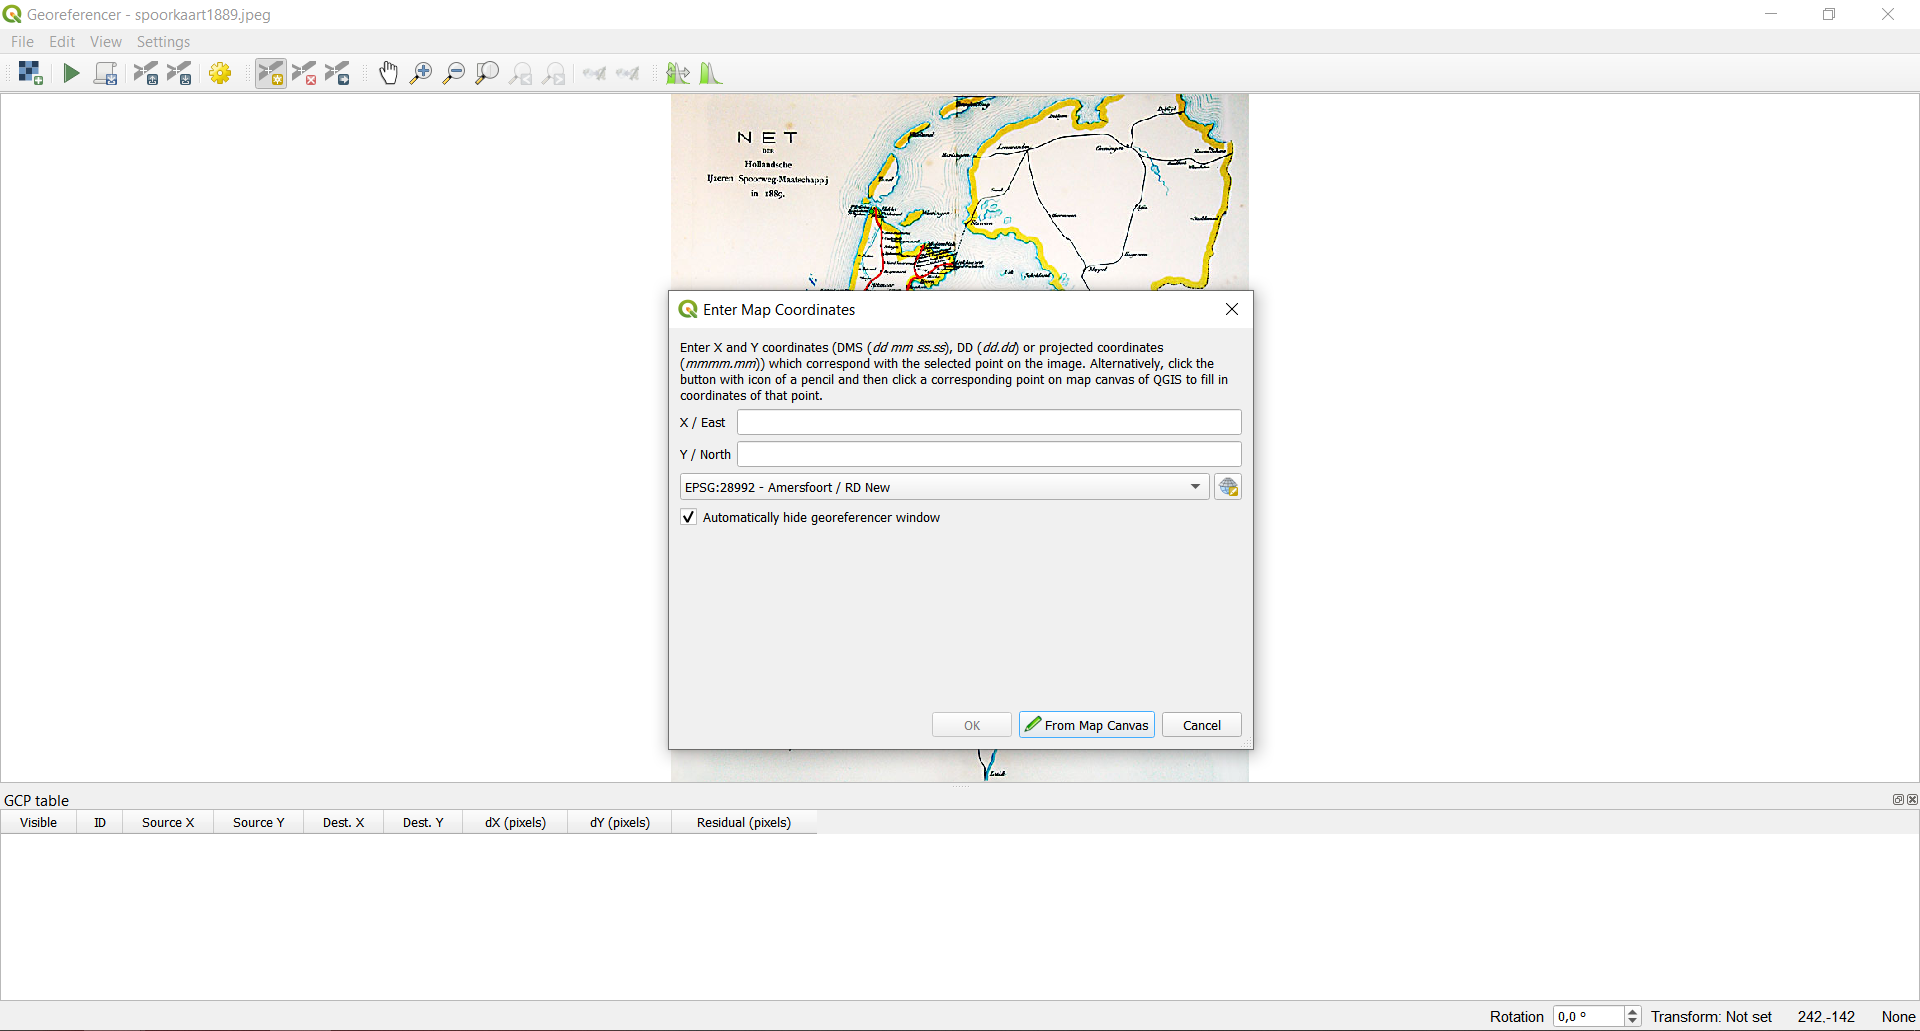 Georeferencer - spoorkaart1889.jpeg
File Edit View Settings
NET
DER
Hollandsche
IJzeren Spoorweg-Maatschappij
in 1889.
Leeuwarden
Groningen
Harlingen
Meppel
Enter Map Coordinates
Enter X and Y coordinates (DMS (dd mm ss.ss), DD (dd.dd) or projected coordinates
(mmmm.mm)) which correspond with the selected point on the image. Alternatively, click the
button with icon of a pencil and then click a corresponding point on map canvas of QGIS to fill in
coordinates of that point.
X / East
Y / North
EPSG:28992 - Amersfoort / RD New
Automatically hide georeferencer window
OK From Map Canvas Cancel
Luik
GCP table
Visible ID Source X Source Y Dest. X Dest. Y dX (pixels) dY (pixels) Residual (pixels)
Rotation 0,0 ° Transform: Not set 242,-142 None